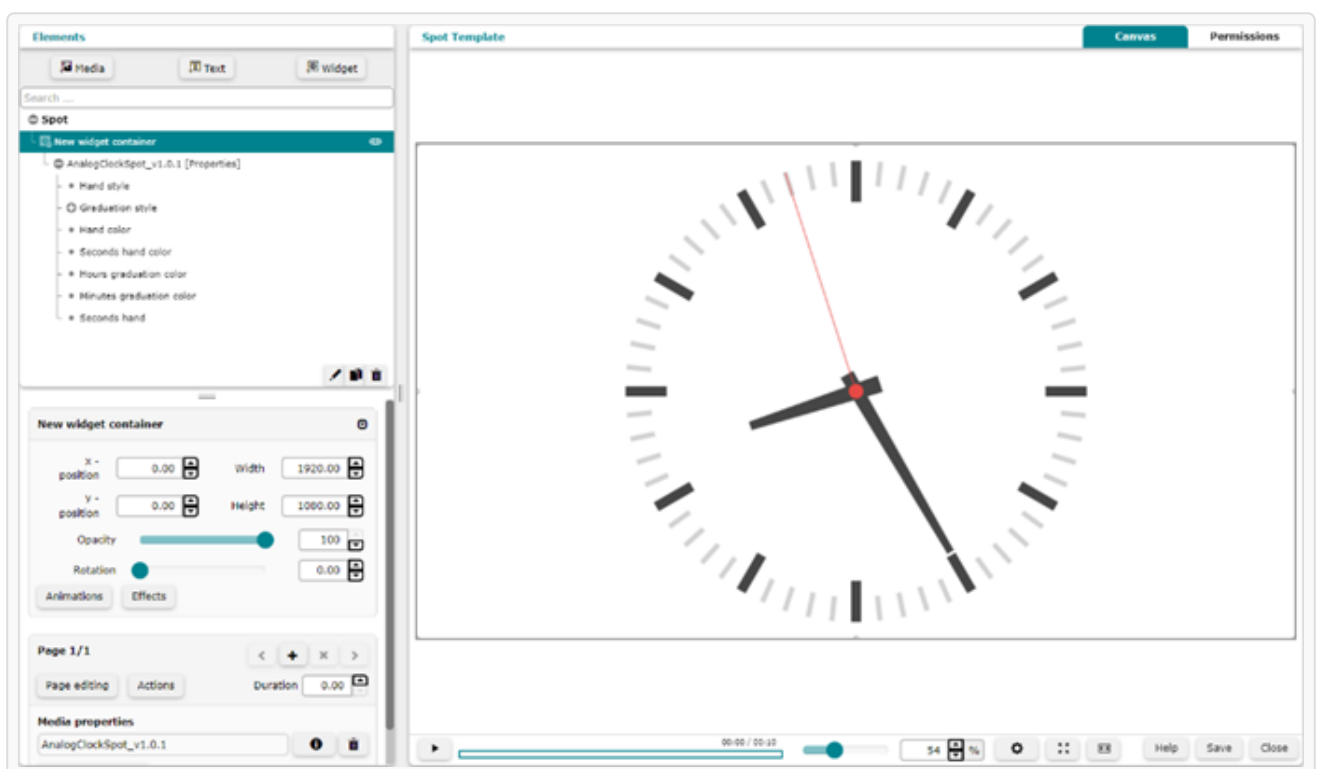 Elements
Media Text Widget
Search ....
Spot
New widget container
AnalogClockSpot_v1.0.1 [Properties]
Hand style
Graduation style
Hand color
Seconds hand color
Hours graduation color
Minutes graduation color
Seconds hand
New widget container
x - position 0.00 Width 1920.00
y - position 0.00 Height 1080.00
Opacity 100
Rotation 0.00
Animations Effects
Page 1/1
Page editing Actions Duration 0.00
Media properties
AnalogClockSpot_v1.0.1
Spot Template Canvas Permissions
00:00 / 00:10
54 % Help Save Close